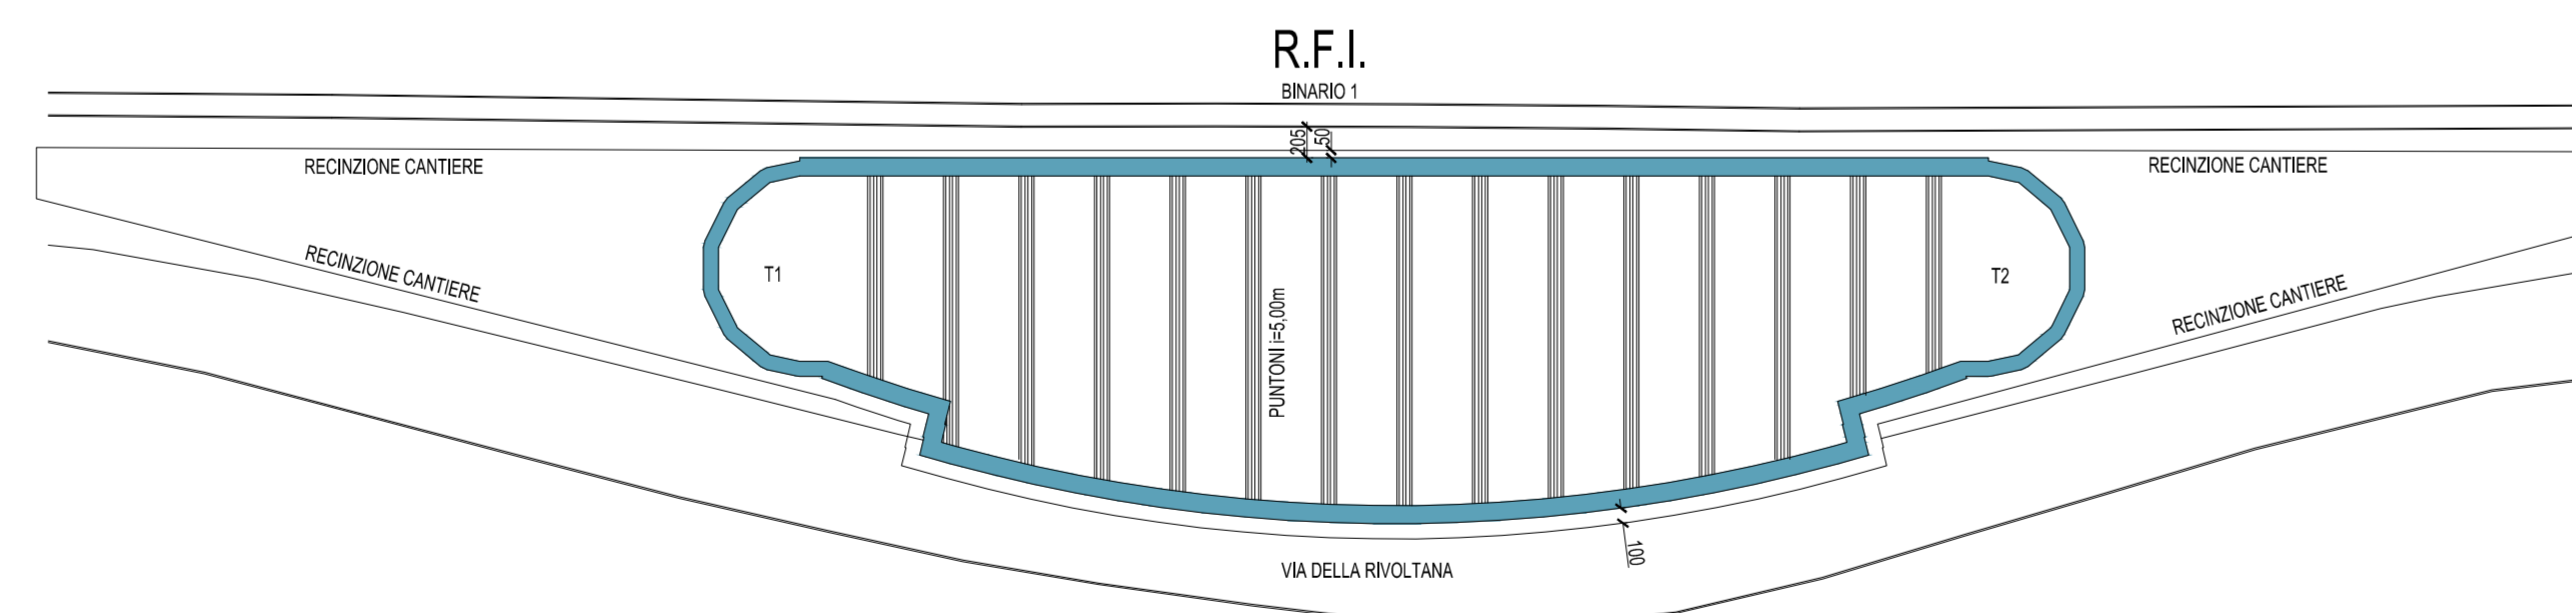 R.F.I.
BINARIO 1
205
50
RECINZIONE CANTIERE
RECINZIONE CANTIERE
RECINZIONE CANTIERE
T1
PUNTONI i=5,00m
T2
RECINZIONE CANTIERE
100
VIA DELLA RIVOLTANA